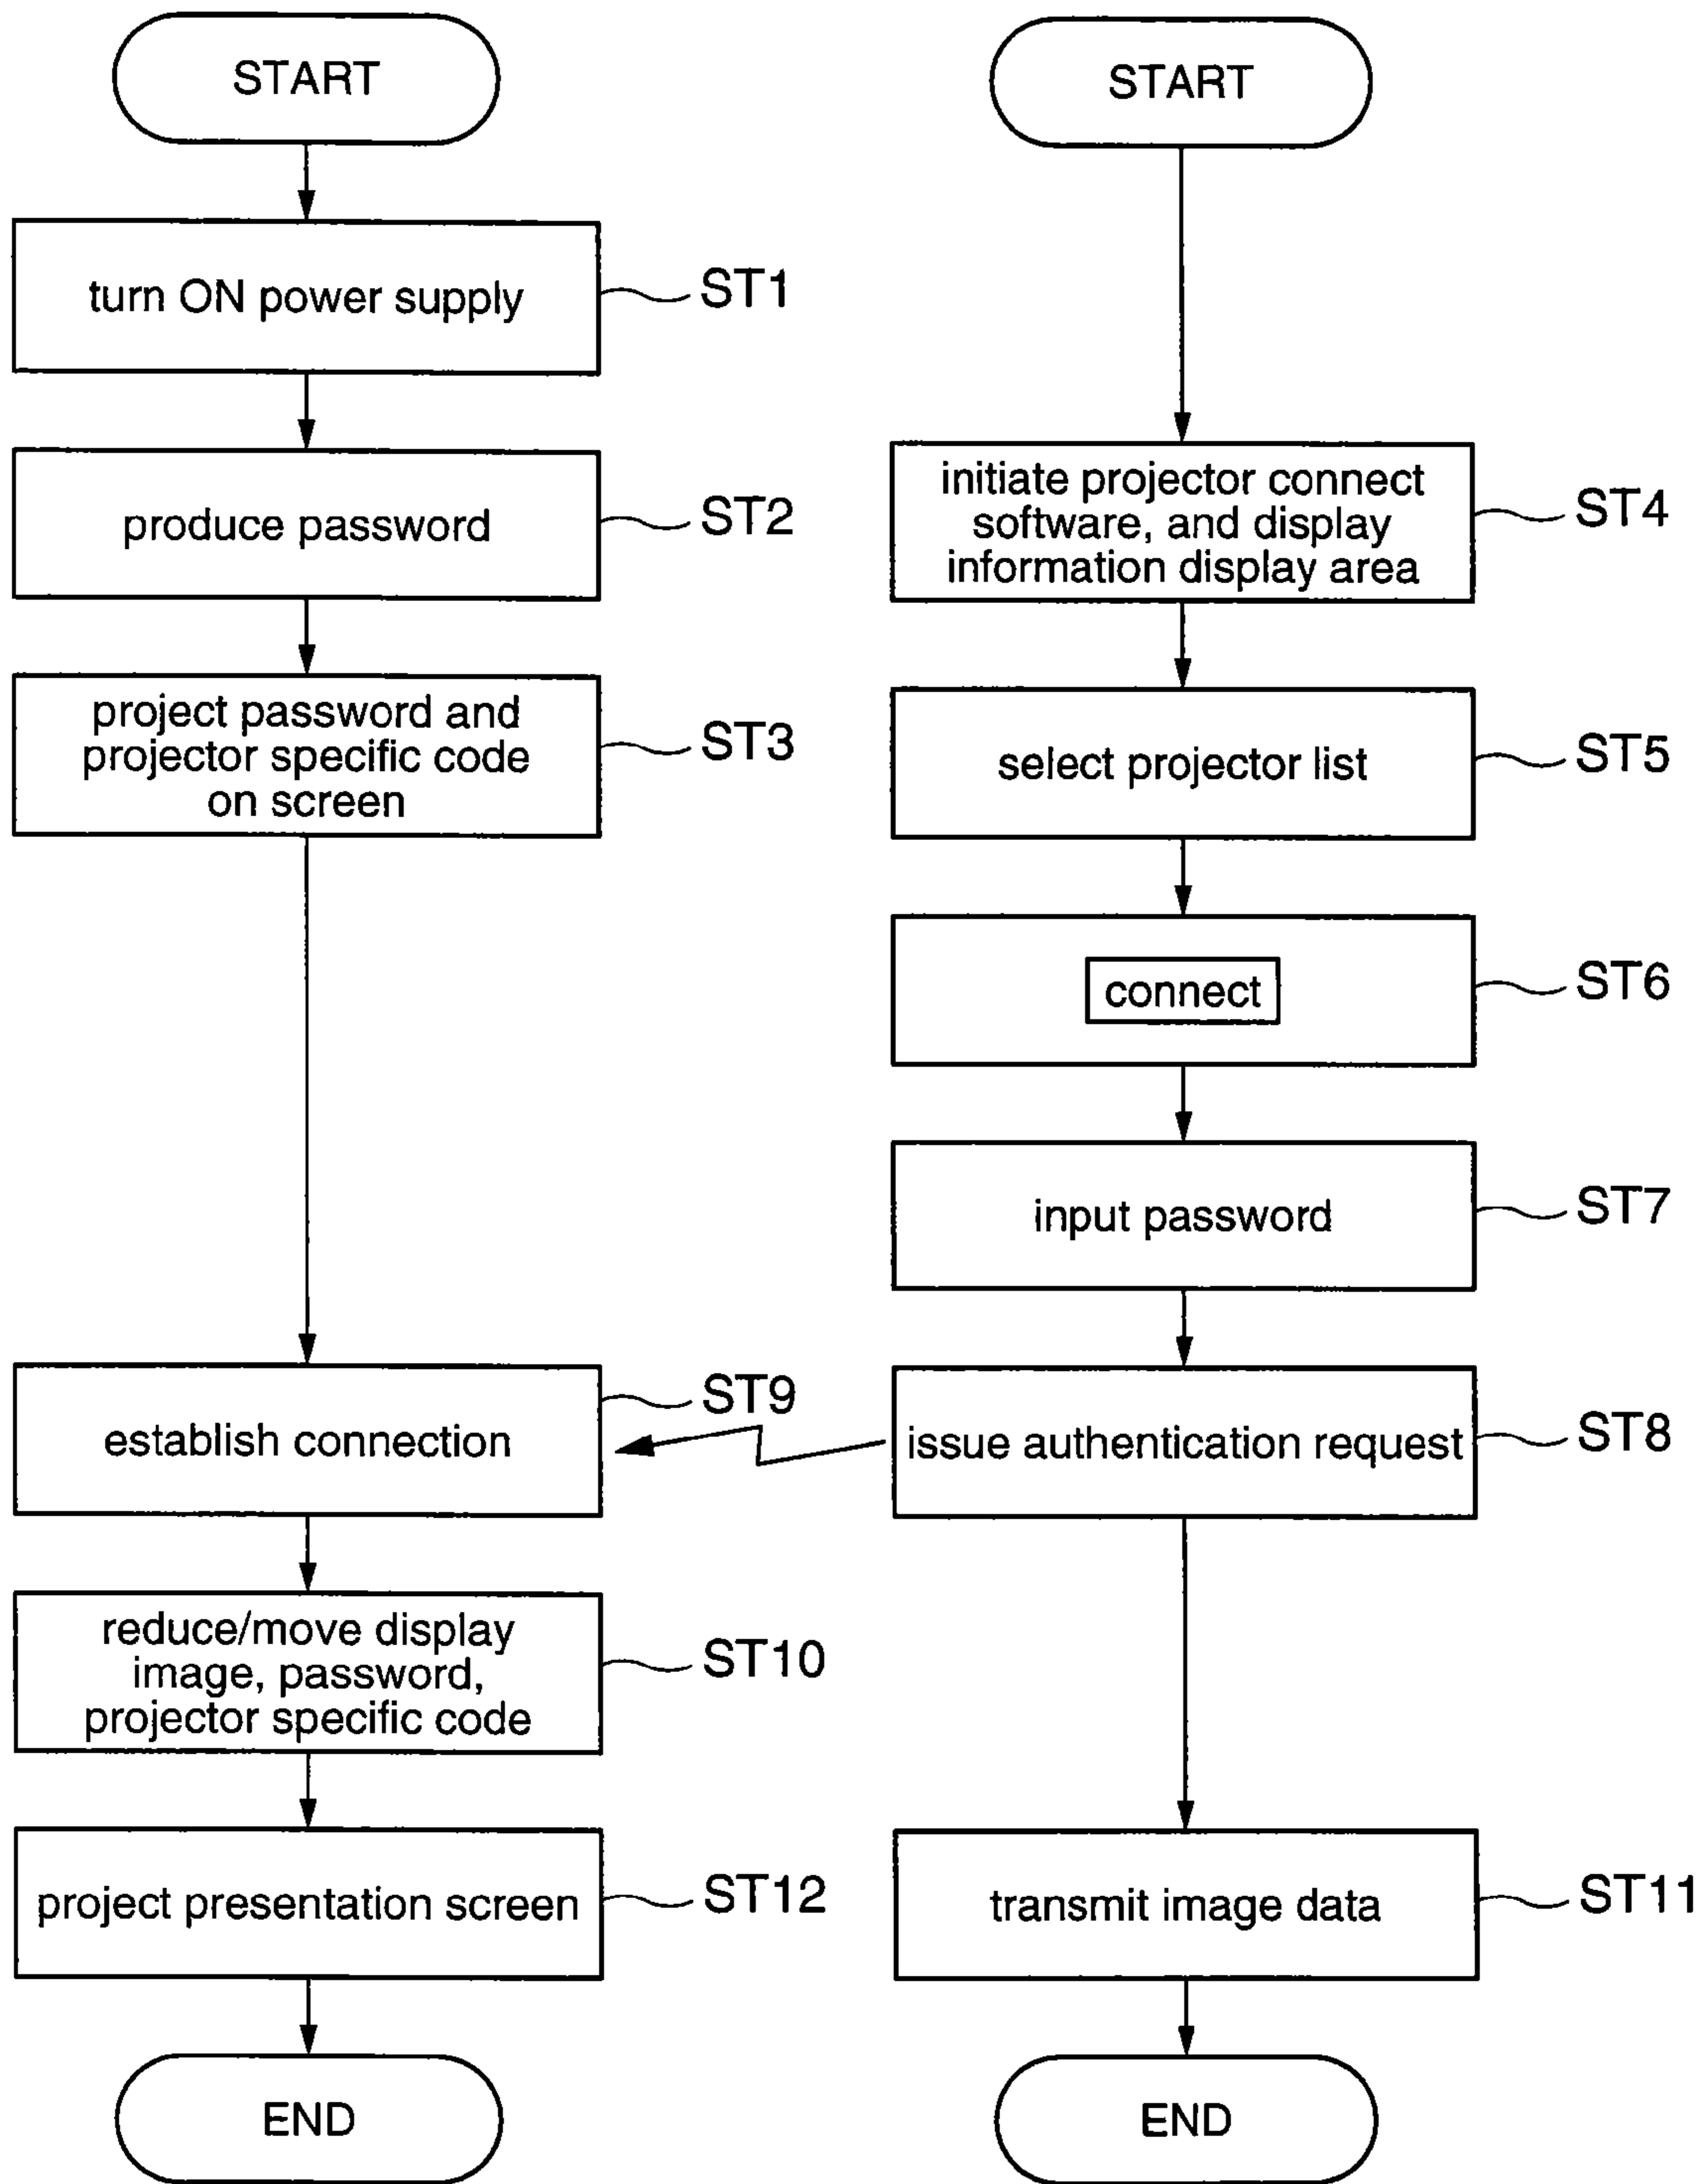 START
turn ON power supply
ST1
produce password
ST2
project password and
projector specific code
on screen
ST3
establish connection
ST9
reduce/move display
image, password,
projector specific code
ST10
project presentation screen
ST12
END
START
initiate projector connect
software, and display
information display area
ST4
select projector list
ST5
connect
ST6
input password
ST7
issue authentication request
ST8
transmit image data
ST11
END